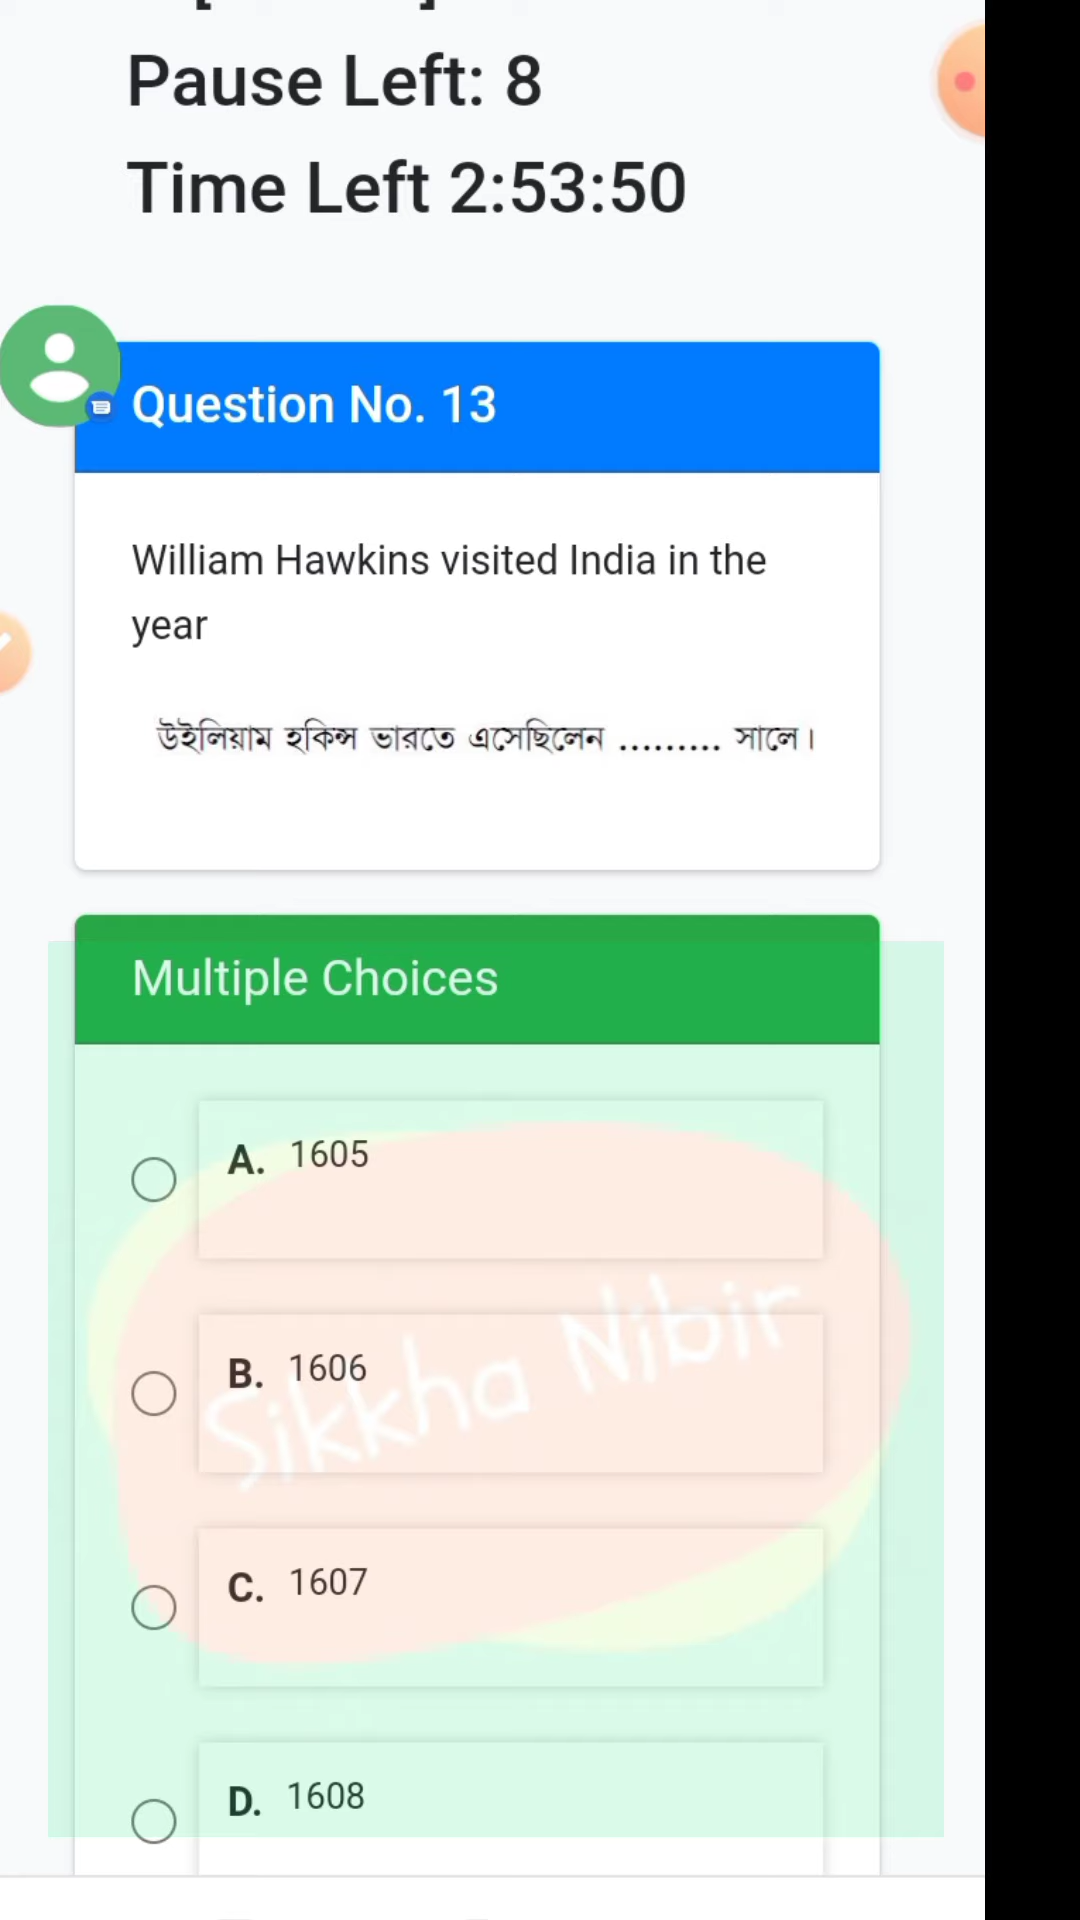 Pause Left: 8
Time Left 2:53:50
Question No. 13
William Hawkins visited India in the
year
উইলিয়াম হকিন্স ভারতে এসেছিলেন ......... সালে।
Multiple Choices
A. 1605
Sikkha Nibir
B. 1606
C. 1607
D. 1608